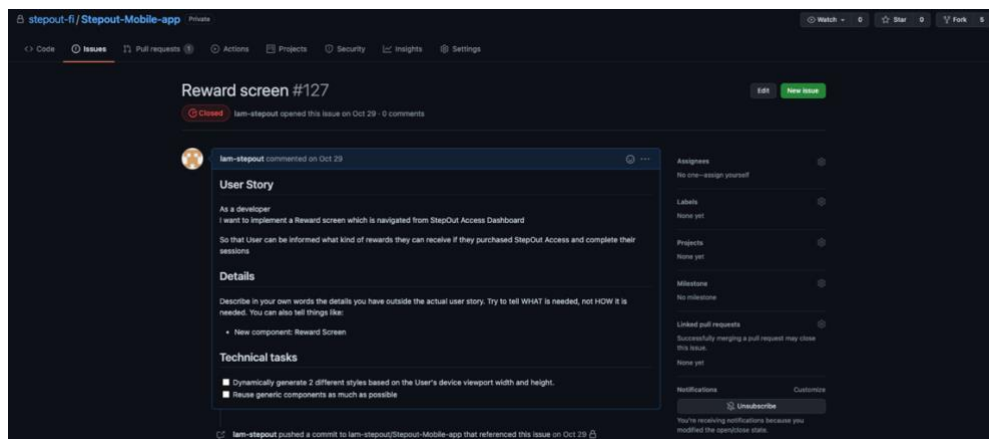 stepout-fi / Stepout-Mobile-app Private
Watch 0 Star 0 Fork 5
Code Issues Pull requests 1 Actions Projects Security Insights Settings
Reward screen #127
Edit New issue
Closed lam-stepout opened this issue on Oct 29 · 0 comments
lam-stepout commented on Oct 29
User Story
As a developer
I want to implement a Reward screen which is navigated from StepOut Access Dashboard
So that User can be informed what kind of rewards they can receive if they purchased StepOut Access and complete their
sessions
Details
Describe in your own words the details you have outside the actual user story. Try to tell WHAT is needed, not HOW it is
needed. You can also tell things like:
• New component: Reward Screen
Technical tasks
Dynamically generate 2 different styles based on the User's device viewport width and height.
Reuse generic components as much as possible
lam-stepout pushed a commit to lam-stepout/Stepout-Mobile-app that referenced this issue on Oct 29
Assignees
No one—assign yourself
Labels
None yet
Projects
None yet
Milestone
No milestone
Linked pull requests
Successfully merging a pull request may close
this issue.
None yet
Notifications Customize
Unsubscribe
You're receiving notifications because you
modified the open/close state.